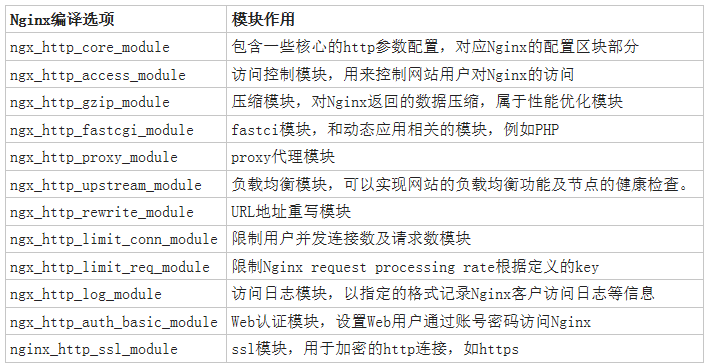 Nginx编译选项 模块作用
ngx_http_core_module 包含一些核心的http参数配置，对应Nginx的配置区块部分
ngx_http_access_module 访问控制模块，用来控制网站用户对Nginx的访问
ngx_http_gzip_module 压缩模块，对Nginx返回的数据压缩，属于性能优化模块
ngx_http_fastcgi_module fastci模块，和动态应用相关的模块，例如PHP
ngx_http_proxy_module proxy代理模块
ngx_http_upstream_module 负载均衡模块，可以实现网站的负载均衡功能及节点的健康检查。
ngx_http_rewrite_module URL地址重写模块
ngx_http_limit_conn_module 限制用户并发连接数及请求数模块
ngx_http_limit_req_module 限制Nginx request processing rate根据定义的key
ngx_http_log_module 访问日志模块，以指定的格式记录Nginx客户访问日志等信息
ngx_http_auth_basic_module Web认证模块，设置Web用户通过账号密码访问Nginx
nginx_http_ssl_module ssl模块，用于加密的http连接，如https